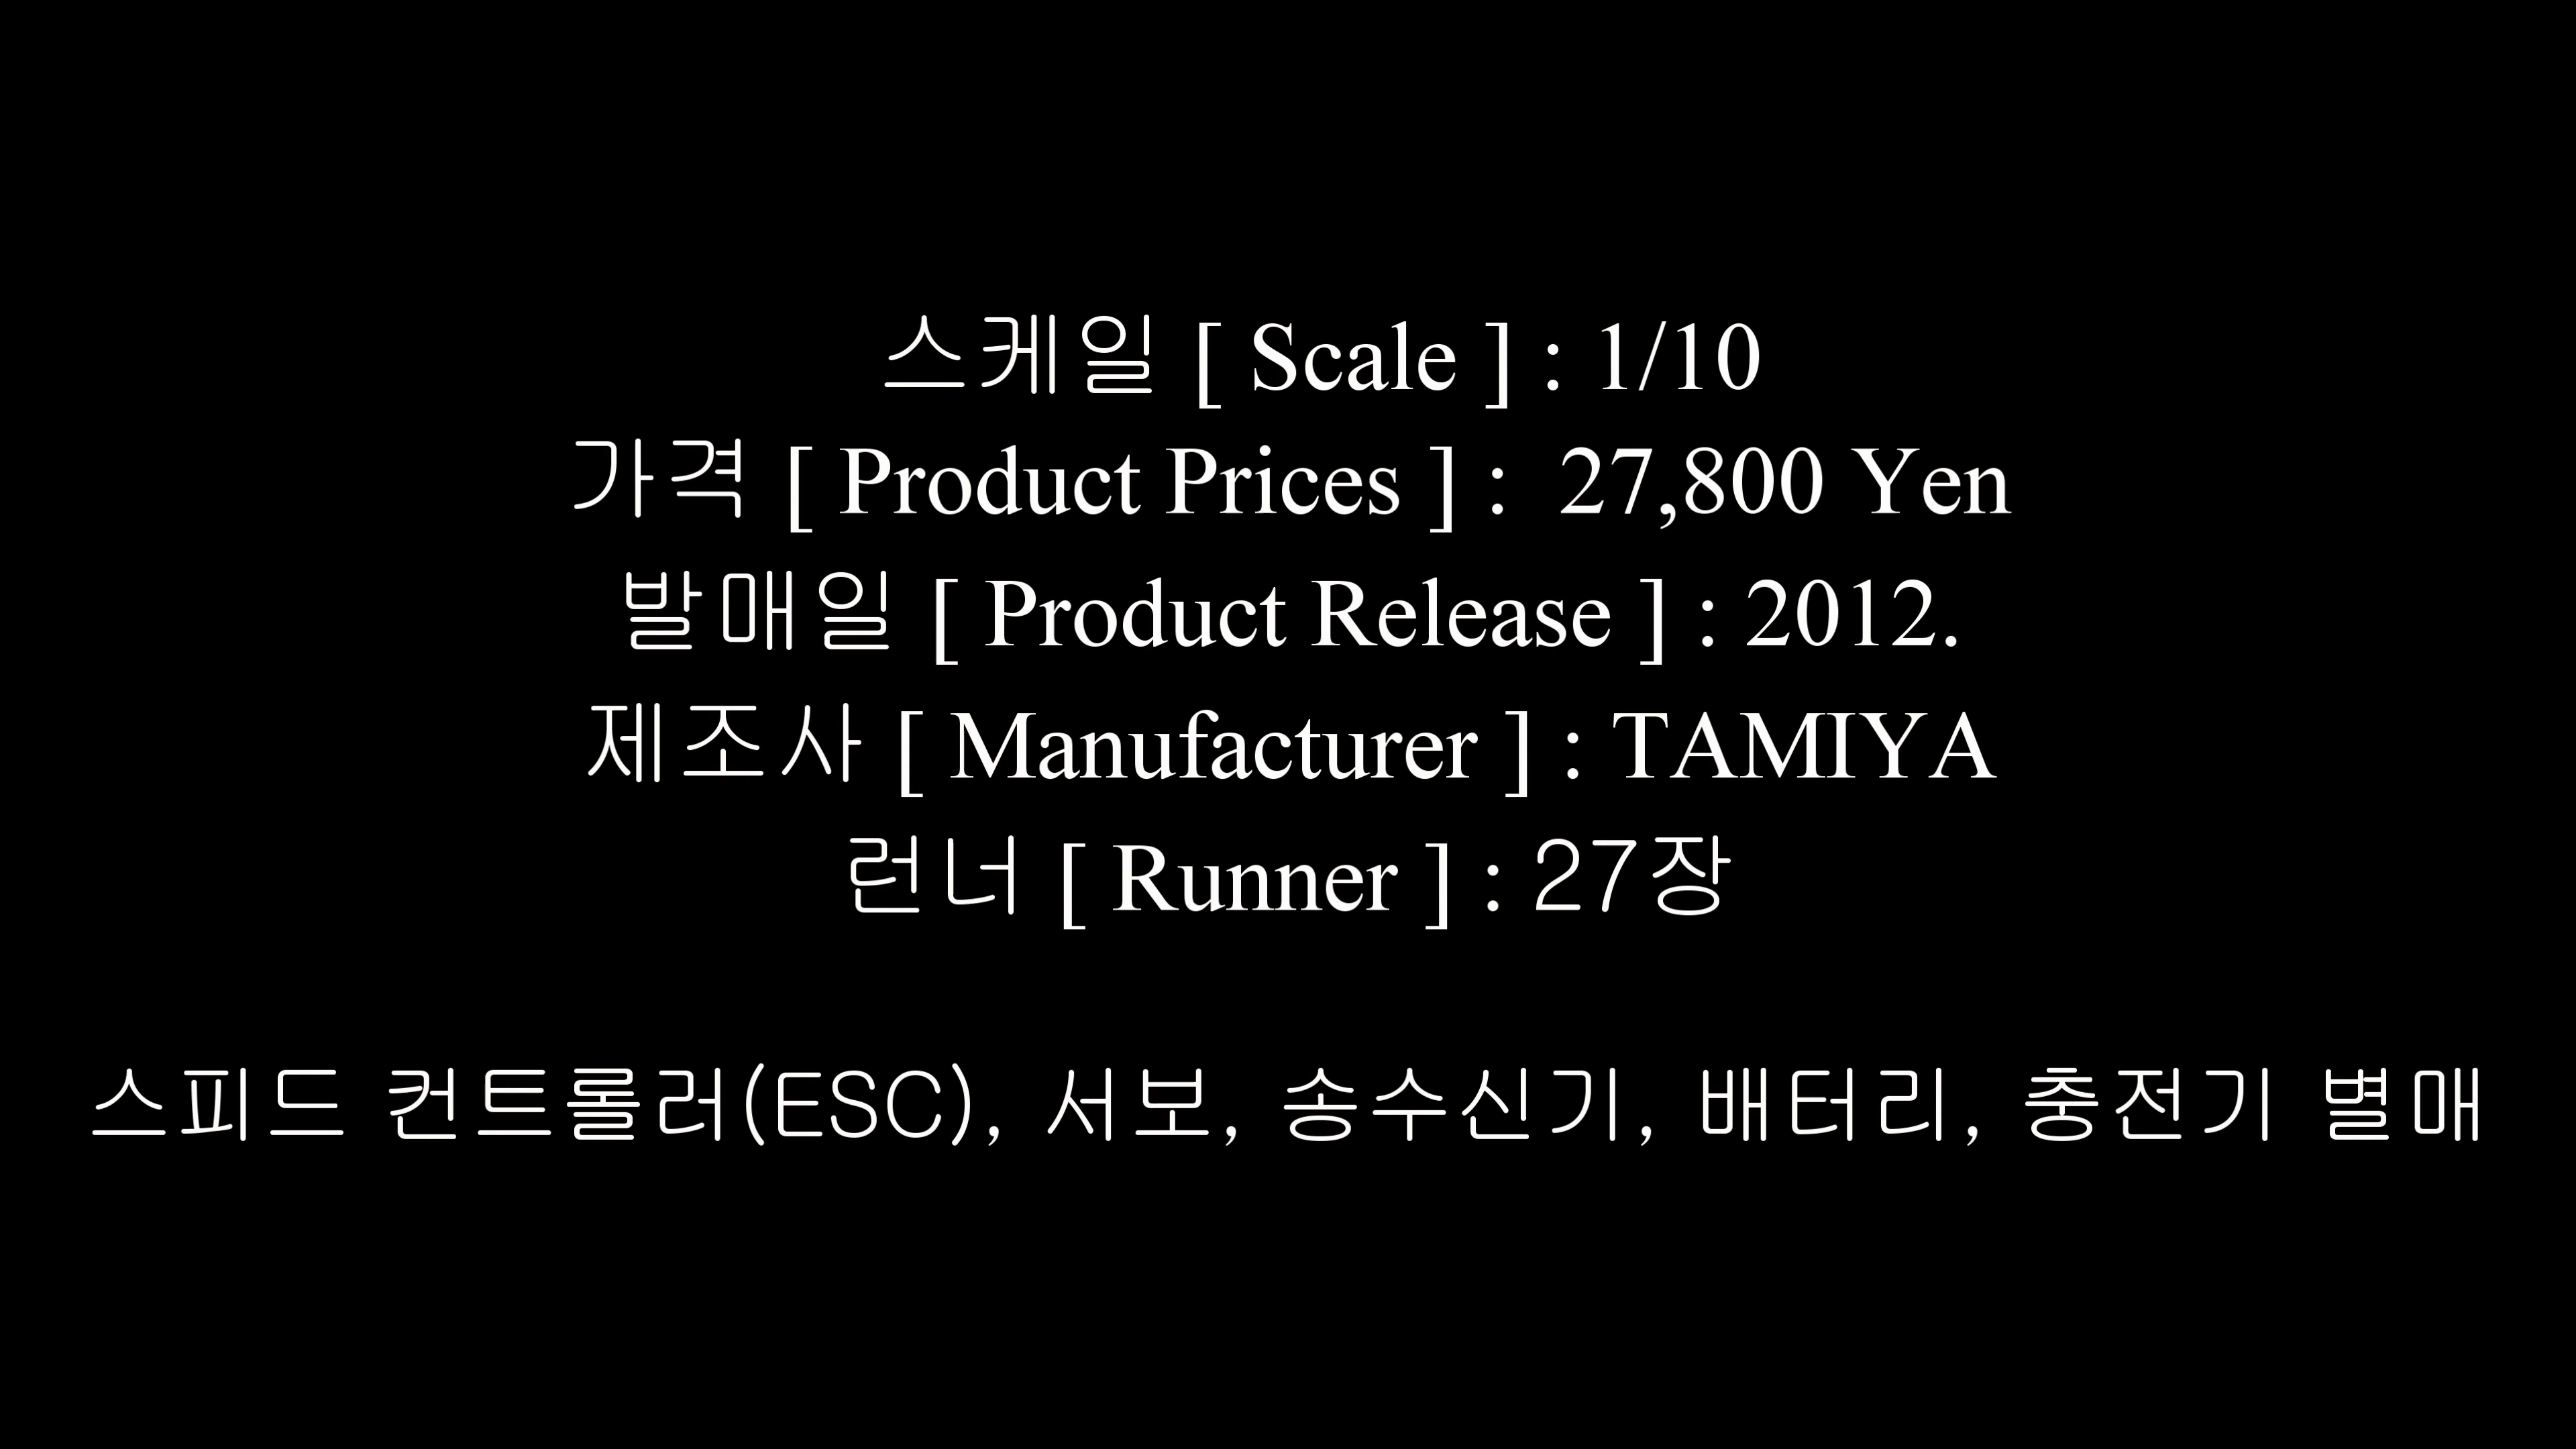 스케일 [ Scale ] : 1/10
가격 [ Product Prices ] : 27,800 Yen
발매일 [ Product Release ] : 2012.
제조사 [ Manufacturer ] : TAMIYA
런너 [ Runner ] : 27장
스피드 컨트롤러(ESC), 서보, 송수신기, 배터리, 충전기 별매